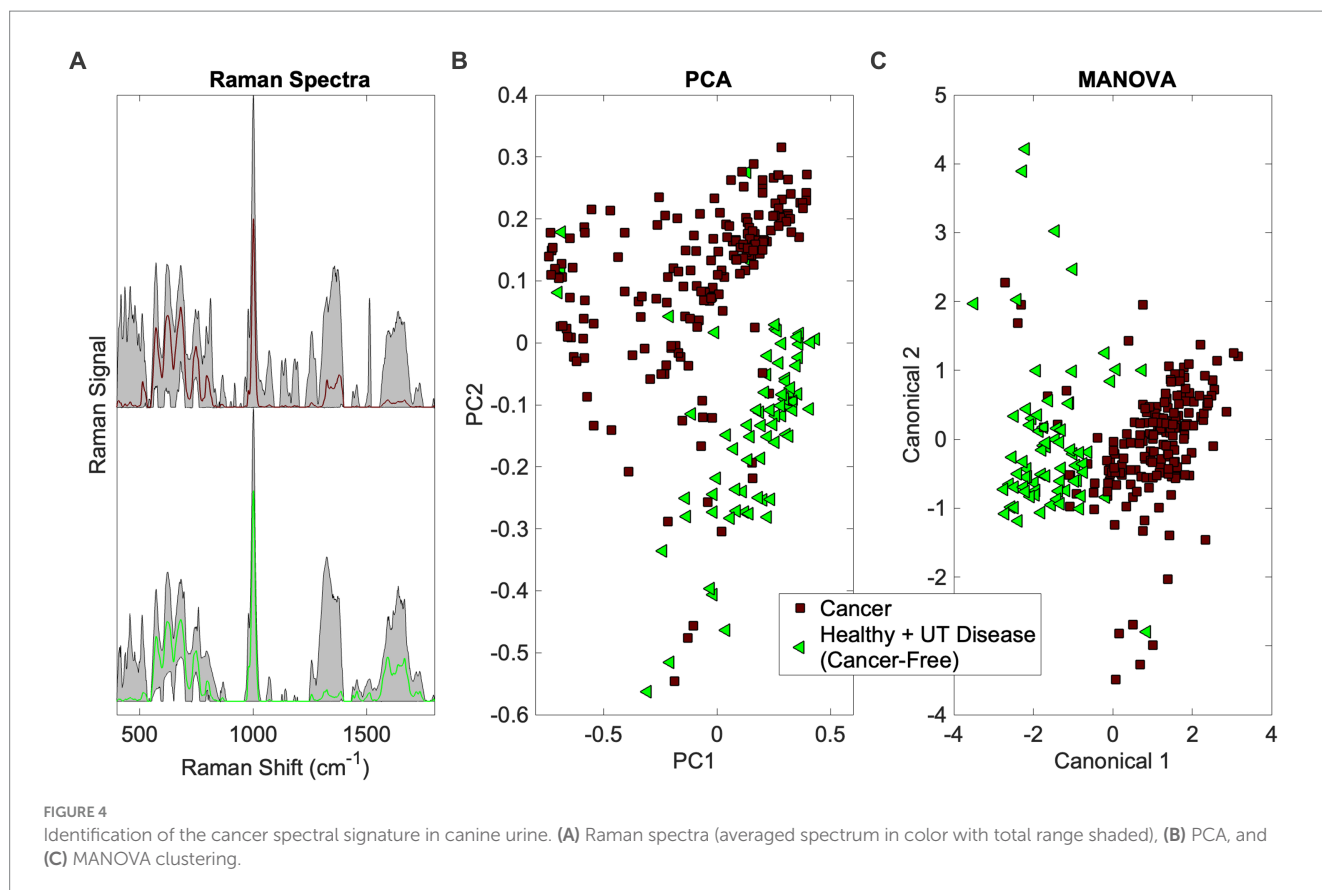 A
Raman Spectra
Raman Signal
500
1000
1500
Raman Shift (cm⁻¹)
B
PCA
0.4
0.3
0.2
0.1
0
-0.1
-0.2
-0.3
-0.4
-0.5
-0.6
PC2
-0.5
0
0.5
PC1
C
MANOVA
5
4
3
2
1
0
-1
-2
-4
Canonical 2
-4
-2
0
2
4
Canonical 1
Cancer
Healthy + UT Disease
(Cancer-Free)
FIGURE 4
Identification of the cancer spectral signature in canine urine. (A) Raman spectra (averaged spectrum in color with total range shaded), (B) PCA, and
(C) MANOVA clustering.